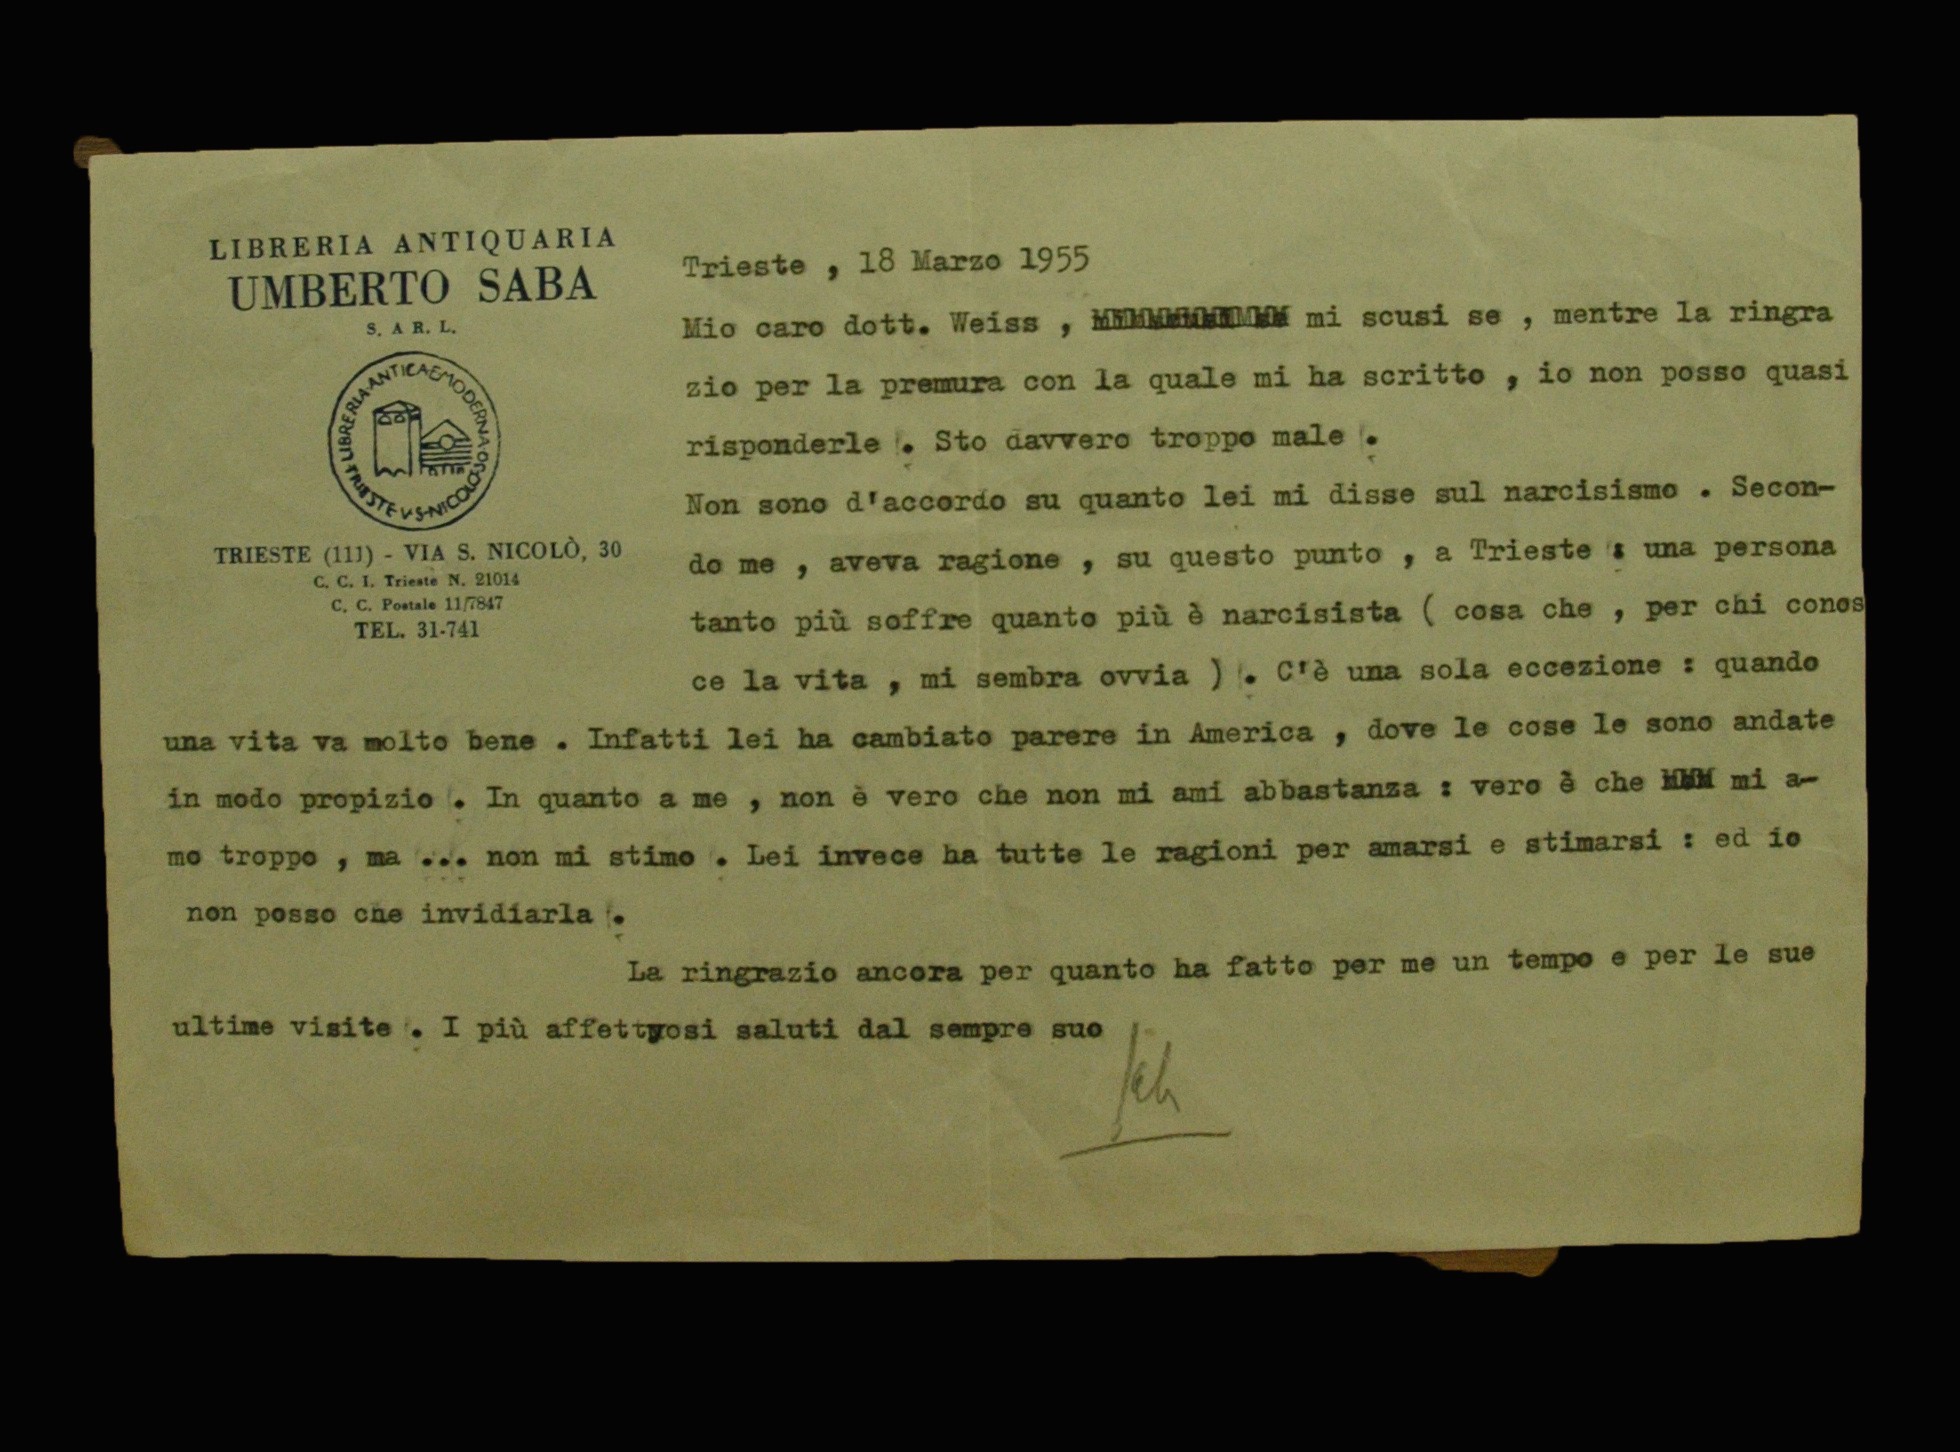 LIBRERIA ANTIQUARIA
UMBERTO SABA
S. A R. L.
LIBRERIA·ANTICA E MODERNA·
TRIESTE V·S·NICOLO·30
TRIESTE (111) - VIA S. NICOLÒ, 30
C. C. I. Trieste N. 21014
C. C. Postale 11/7847
TEL. 31-741
Trieste , 18 Marzo 1955
Mio caro dott. Weiss , mi scusi se , mentre la ringra
zio per la premura con la quale mi ha scritto , io non posso quasi
risponderle . Sto davvero troppo male .
Non sono d'accordo su quanto lei mi disse sul narcisismo . Secon-
do me , aveva ragione , su questo punto , a Trieste : una persona
tanto più soffre quanto più è narcisista ( cosa che , per chi conos
ce la vita , mi sembra ovvia ) . C'è una sola eccezione : quando
una vita va molto bene . Infatti lei ha cambiato parere in America , dove le cose le sono andate
in modo propizio . In quanto a me , non è vero che non mi ami abbastanza : vero è che mi a-
mo troppo , ma ... non mi stimo . Lei invece ha tutte le ragioni per amarsi e stimarsi : ed io
non posso che invidiarla .
La ringrazio ancora per quanto ha fatto per me un tempo e per le sue
ultime visite . I più affettyosi saluti dal sempre suo